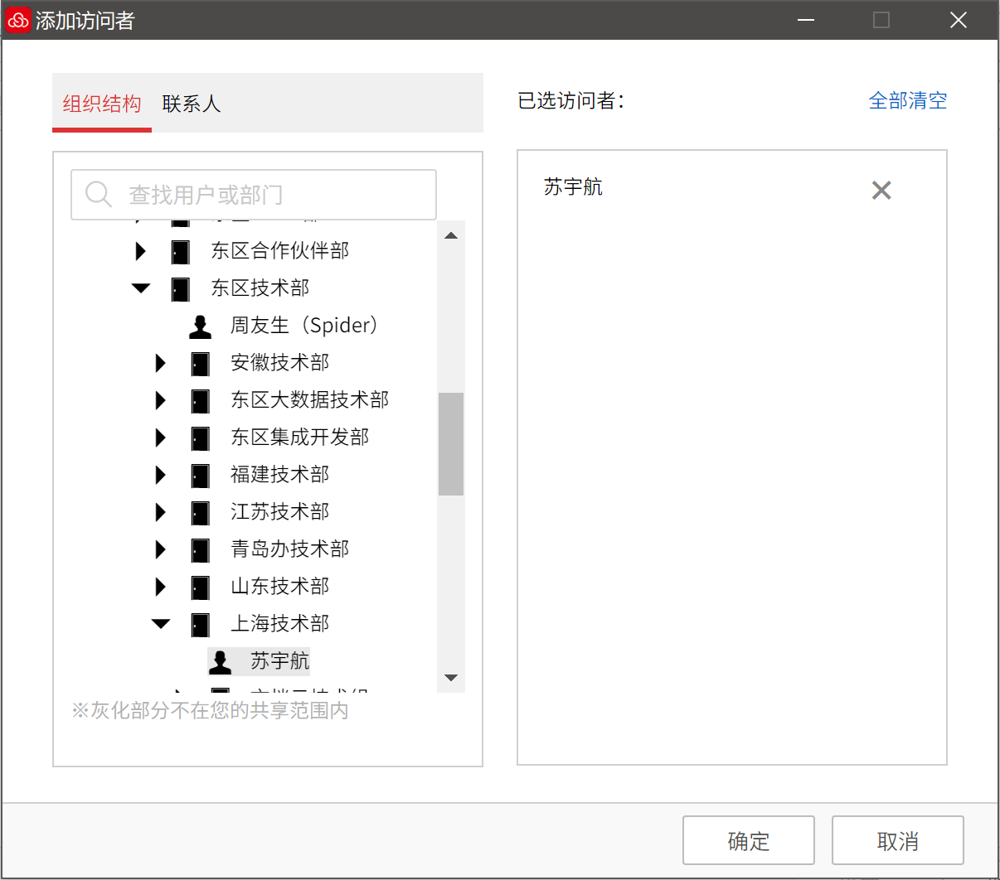 添加访问者
组织结构 联系人
已选访问者：
全部清空
查找用户或部门
东区合作伙伴部
东区技术部
周友生（Spider）
安徽技术部
东区大数据技术部
东区集成开发部
福建技术部
江苏技术部
青岛办技术部
山东技术部
上海技术部
苏宇航
※灰化部分不在您的共享范围内
苏宇航
确定
取消